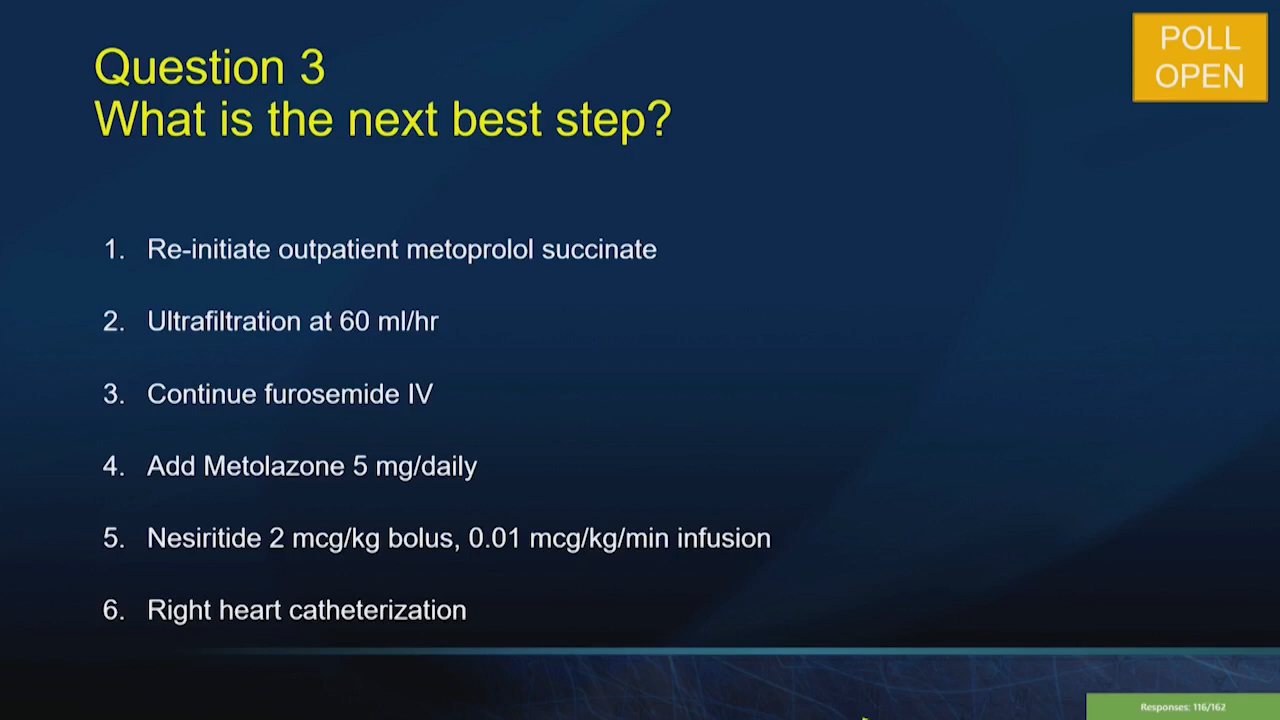 Question 3
What is the next best step?
POLL
OPEN
1. Re-initiate outpatient metoprolol succinate
2. Ultrafiltration at 60 ml/hr
3. Continue furosemide IV
4. Add Metolazone 5 mg/daily
5. Nesiritide 2 mcg/kg bolus, 0.01 mcg/kg/min infusion
6. Right heart catheterization
Responses: 116/162